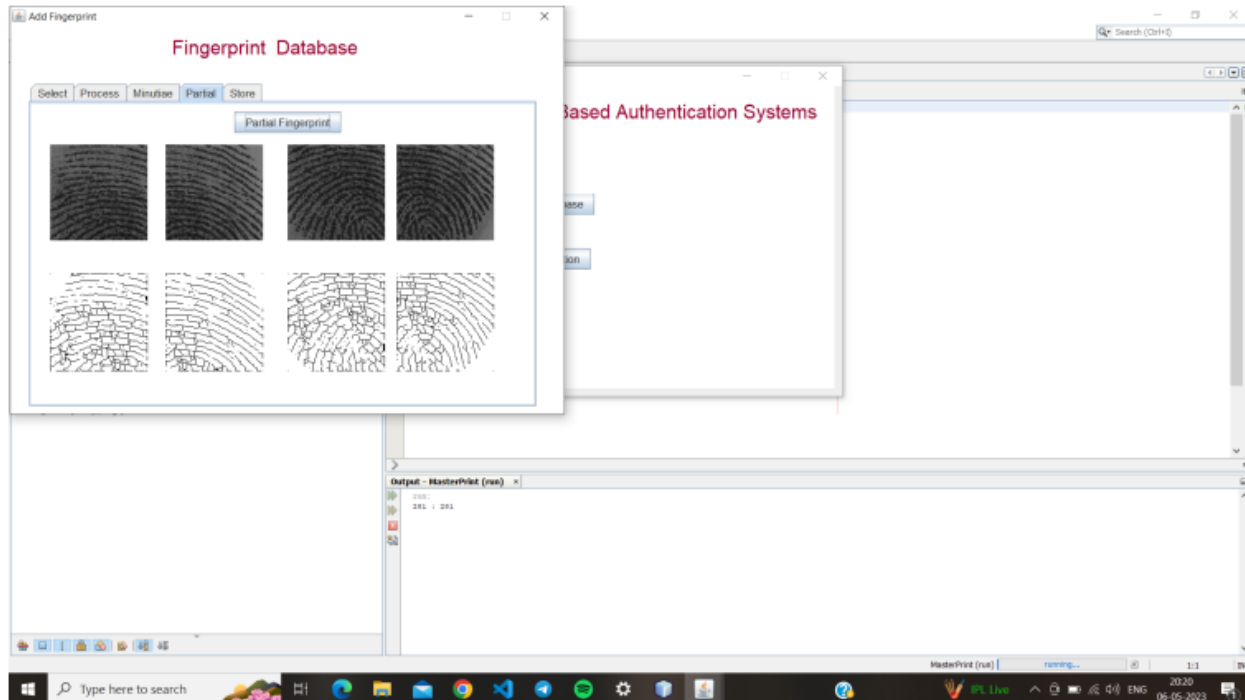 Add Fingerprint
Fingerprint Database
Select Process Minutiae Partial Store
Partial Fingerprint
Search (Ctrl+I)
Based Authentication Systems
base
tion
Output - MasterPrint (run) ×
run:
201 : 201
MasterPrint (run)
running...
1:1
Type here to search
IPL Live
ENG
20:20
06-05-2023